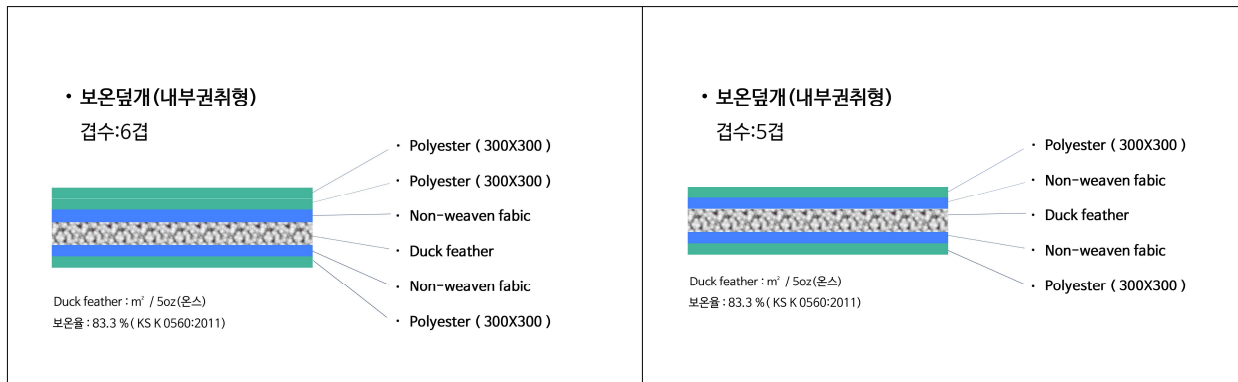 • 보온덮개(내부권취형)
겹수:6겹
• Polyester ( 300X300 )
• Polyester ( 300X300 )
• Non-weaven fabic
• Duck feather
• Non-weaven fabic
• Polyester ( 300X300 )
Duck feather : m² / 5oz(온스)
보온율 : 83.3 %( KS K 0560:2011)
• 보온덮개(내부권취형)
겹수:5겹
• Polyester ( 300X300 )
• Non-weaven fabic
• Duck feather
• Non-weaven fabic
• Polyester ( 300X300 )
Duck feather : m² / 5oz(온스)
보온율 : 83.3 %( KS K 0560:2011)